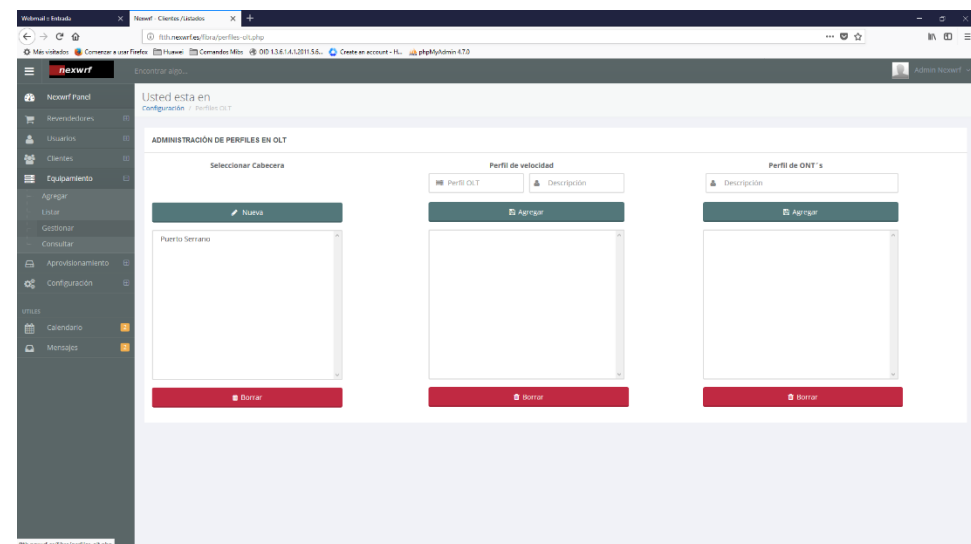 Webmail :: Entrada
Nexwrf - Clientes /Listados
ftth.nexwrf.es/fibra/perfiles-olt.php
Más visitados
Comenzar a usar Firefox
Huawei
Comandos Mibs
OID 1.3.6.1.4.1.2011.5.6...
Create an account - H...
phpMyAdmin 4.7.0
nexwrf
Encontrar algo...
Admin Nexwrf
Nexwrf Panel
Revendedores
Usuarios
Clientes
Equipamiento
Agregar
Listar
Gestionar
Consultar
Aprovisionamiento
Configuración
UTILES
Calendario
Mensajes
Usted esta en
Configuración / Perfiles OLT
ADMINISTRACIÓN DE PERFILES EN OLT
Seleccionar Cabecera
Nueva
Puerto Serrano
Borrar
Perfil de velocidad
Perfil OLT
Descripción
Agregar
Borrar
Perfil de ONT´s
Descripción
Agregar
Borrar